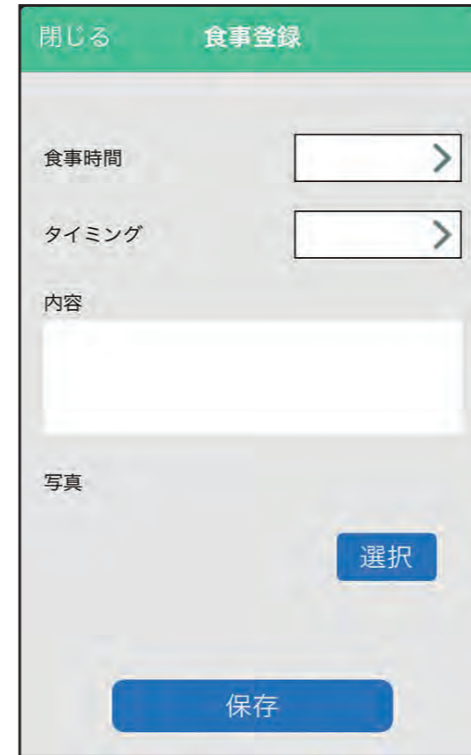 閉じる 食事登録
食事時間
タイミング
内容
写真
選択
保存